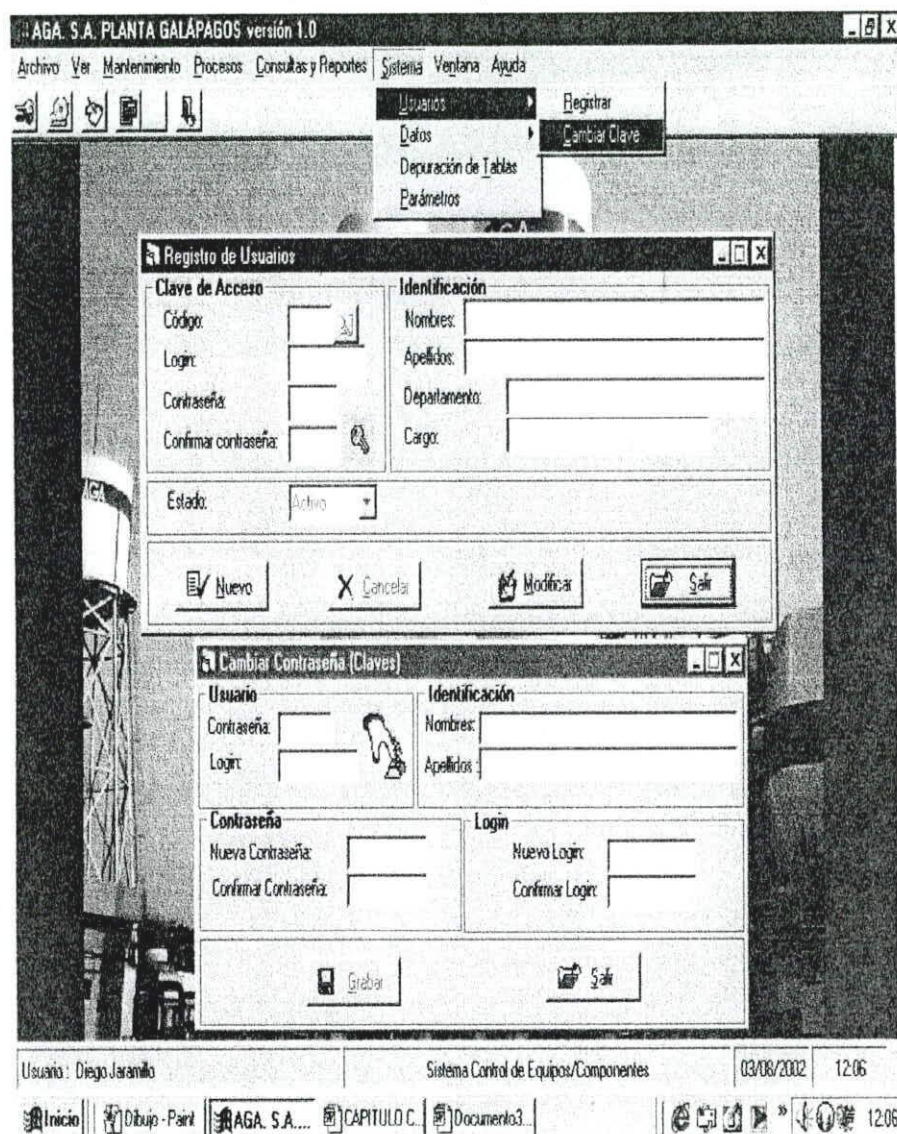 AGA. S.A. PLANTA GALÁPAGOS versión 1.0
Archivo Ver Mantenimiento Procesos Consultas y Reportes Sistema Ventana Ayuda
Usuarios
Registrar
Datos
Cambiar Clave
Depuración de Tablas
Parámetros
Registro de Usuarios
Clave de Acceso
Identificación
Código:
Nombres:
Login:
Apellidos:
Contraseña:
Departamento:
Confirmar contraseña:
Cargo:
AGA
Estado:
Activo
Nuevo
Cancelar
Modificar
Salir
Cambiar Contraseña (Claves)
Usuario
Identificación
Contraseña:
Nombres:
Login:
Apellidos :
Contraseña
Login
Nueva Contraseña:
Nuevo Login:
Confirmar Contraseña:
Confirmar Login:
Grabar
Salir
Usuario : Diego Jaramillo
Sistema Control de Equipos/Componentes
03/08/2002
12:06
Inicio
Dibujo - Paint
AGA. S.A....
CAPITULO C...
Documento3...
12:06